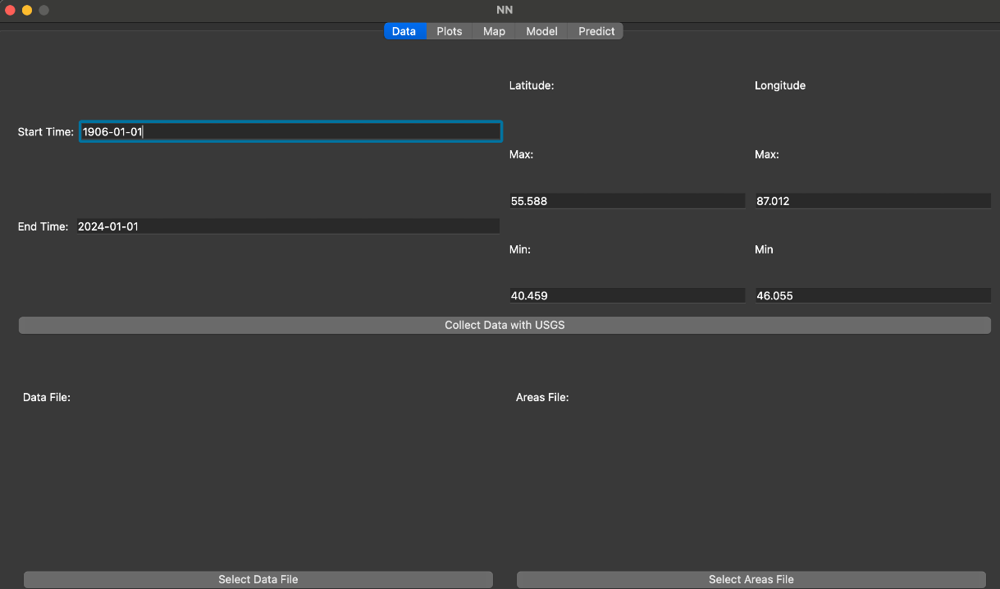 NN
Data Plots Map Model Predict
Latitude: Longitude
Start Time: 1906-01-01
Max: Max:
55.588 87.012
End Time: 2024-01-01
Min: Min
40.459 46.055
Collect Data with USGS
Data File: Areas File:
Select Data File Select Areas File